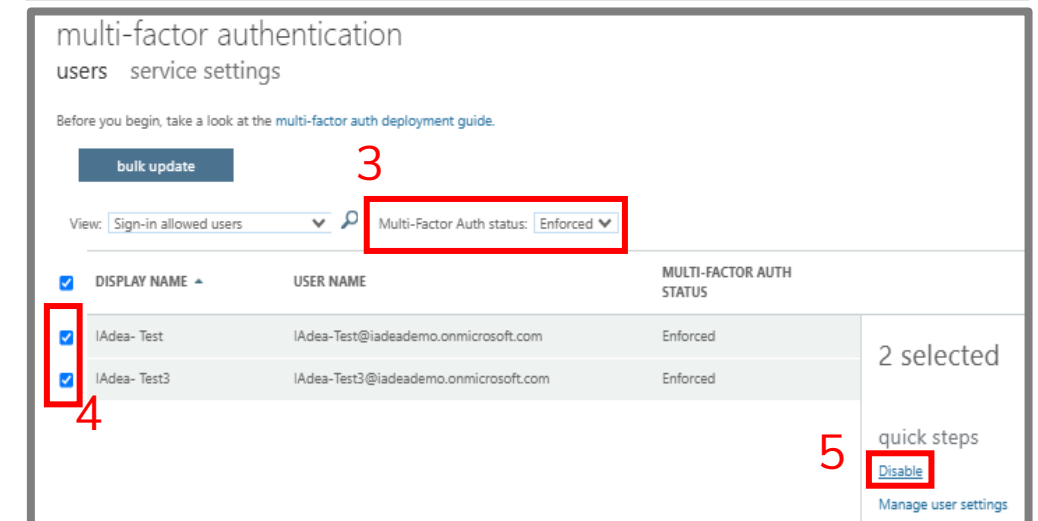 multi-factor authentication
users service settings
Before you begin, take a look at the multi-factor auth deployment guide.
bulk update
3
View: Sign-in allowed users Multi-Factor Auth status: Enforced
DISPLAY NAME USER NAME MULTI-FACTOR AUTH
STATUS
IAdea- Test IAdea-Test@iadeademo.onmicrosoft.com Enforced
2 selected
IAdea- Test3 IAdea-Test3@iadeademo.onmicrosoft.com Enforced
4
quick steps
5
Disable
Manage user settings